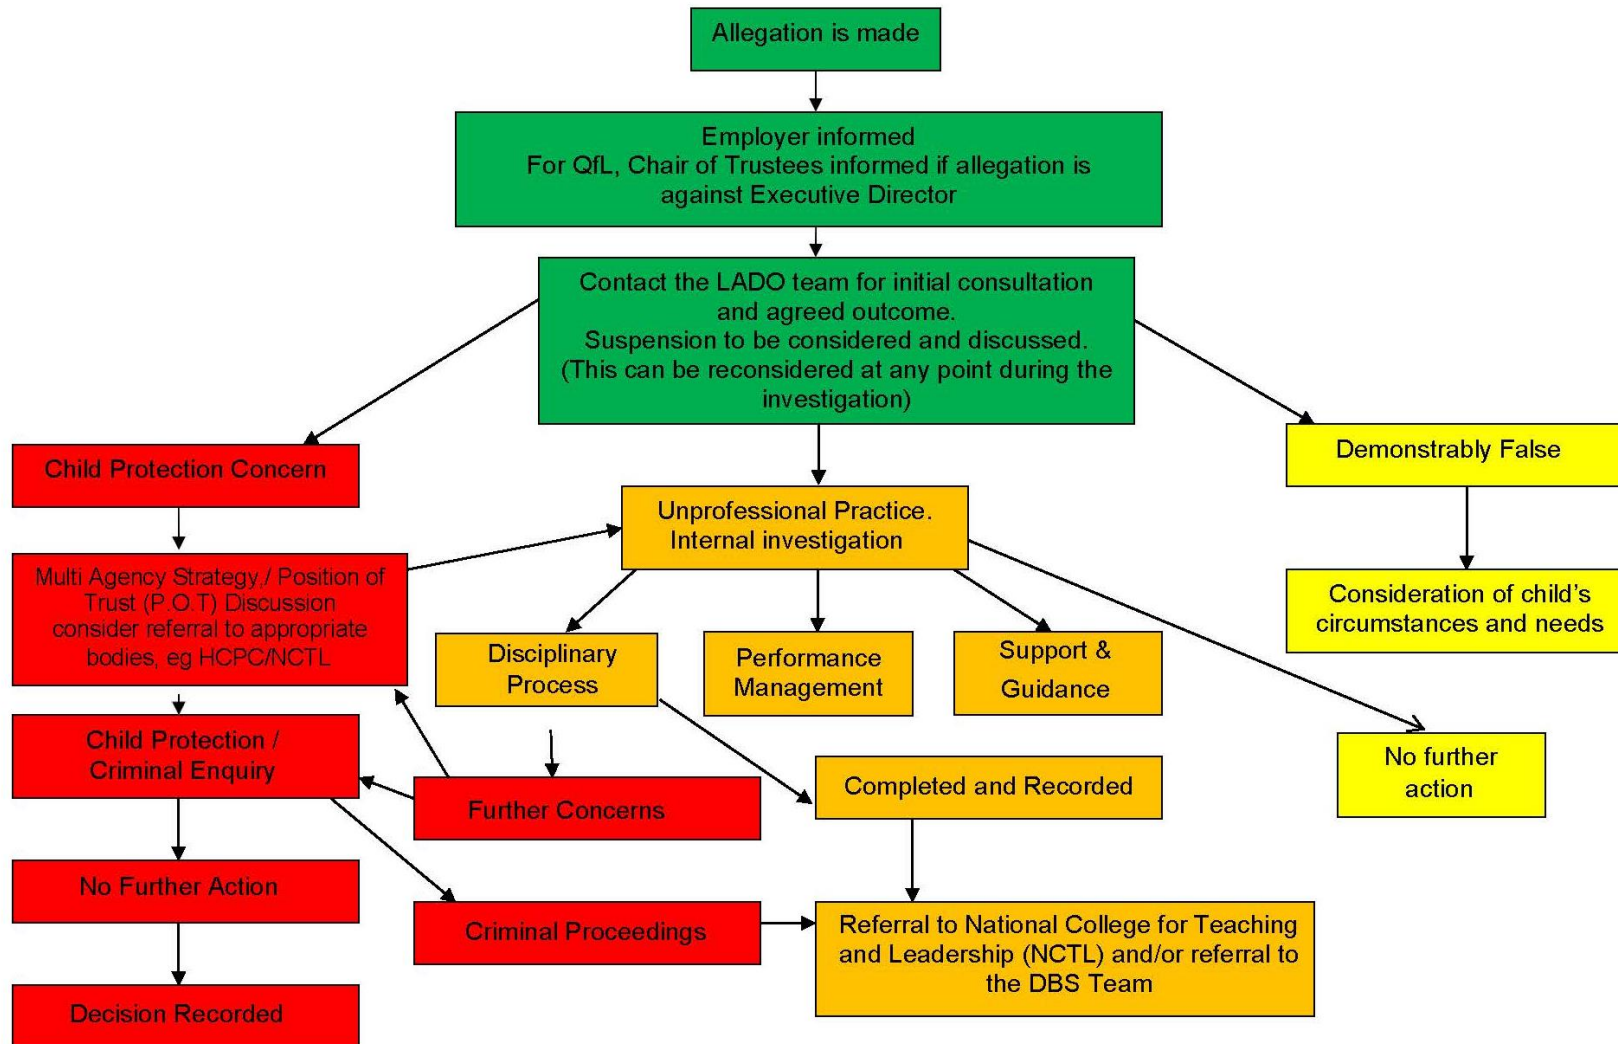 Allegation is made
Employer informed
For QfL, Chair of Trustees informed if allegation is
against Executive Director
Contact the LADO team for initial consultation
and agreed outcome.
Suspension to be considered and discussed.
(This can be reconsidered at any point during the
investigation)
Child Protection Concern
Demonstrably False
Unprofessional Practice.
Internal investigation
Multi Agency Strategy,/ Position of
Trust (P.O.T) Discussion
consider referral to appropriate
bodies, eg HCPC/NCTL
Consideration of child's
circumstances and needs
Disciplinary
Process
Performance
Management
Support &
Guidance
Child Protection /
Criminal Enquiry
Further Concerns
Completed and Recorded
No further
action
No Further Action
Criminal Proceedings
Referral to National College for Teaching
and Leadership (NCTL) and/or referral to
the DBS Team
Decision Recorded